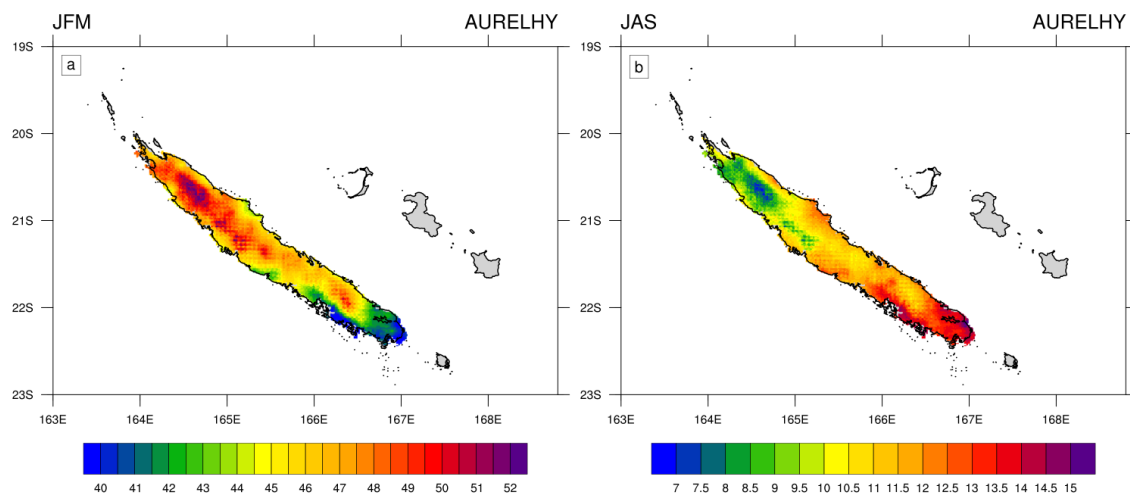 JFM AURELHY
a
19S
20S
21S
22S
23S
163E 164E 165E 166E 167E 168E
40 41 42 43 44 45 46 47 48 49 50 51 52
JAS AURELHY
b
19S
20S
21S
22S
23S
163E 164E 165E 166E 167E 168E
7 7.5 8 8.5 9 9.5 10 10.5 11 11.5 12 12.5 13 13.5 14 14.5 15